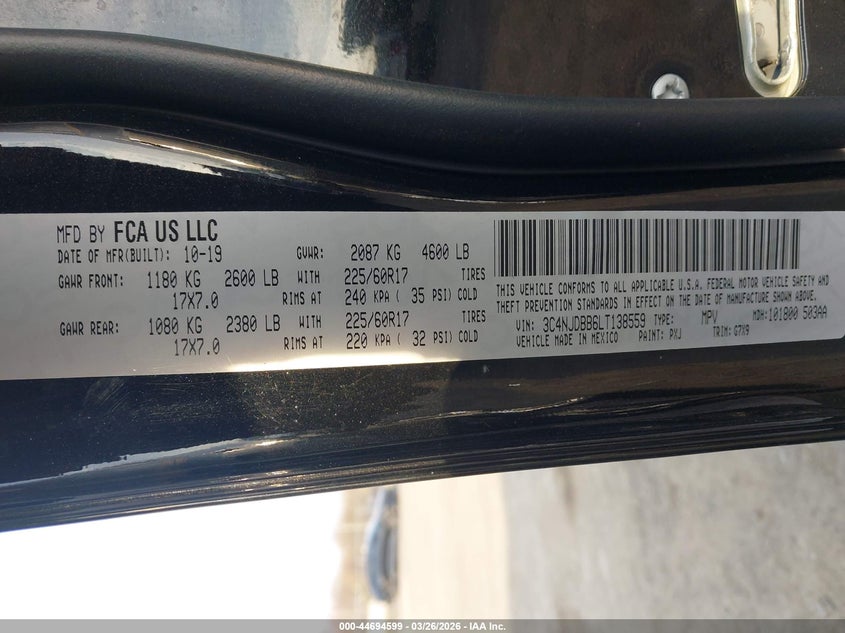 MFD BY FCA US LLC
DATE OF MFR(BUILT): 10-19 GVWR: 2087 KG 4600 LB
GAWR FRONT: 1180 KG 2600 LB WITH 225/60R17 TIRES
17X7.0 RIMS AT 240 KPA ( 35 PSI) COLD
GAWR REAR: 1080 KG 2380 LB WITH 225/60R17 TIRES
17X7.0 RIMS AT 220 KPA ( 32 PSI) COLD
THIS VEHICLE CONFORMS TO ALL APPLICABLE U.S.A. FEDERAL MOTOR VEHICLE SAFETY AND
THEFT PREVENTION STANDARDS IN EFFECT ON THE DATE OF MANUFACTURE SHOWN ABOVE.
VIN: 3C4NJDBB6LT138559 TYPE: MPV MDH:101800 503AA
VEHICLE MADE IN MEXICO PAINT: PXJ TRIM: G7X9
000-44694599 - 03/26/2026 - IAA Inc.